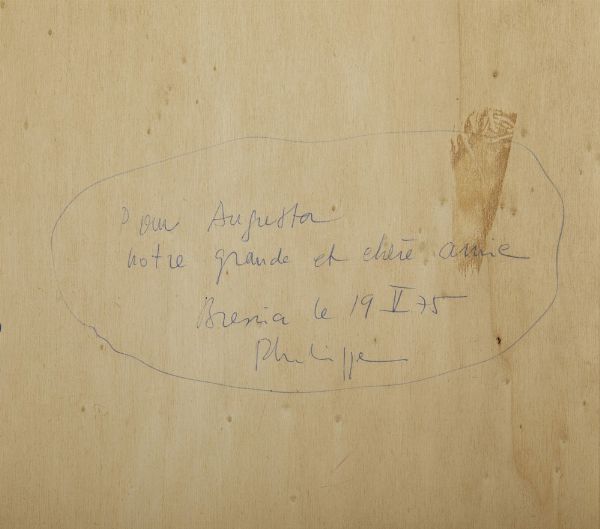 Pour Augusta
notre grande et chère amie
Brescia le 19 V 75
Philippe